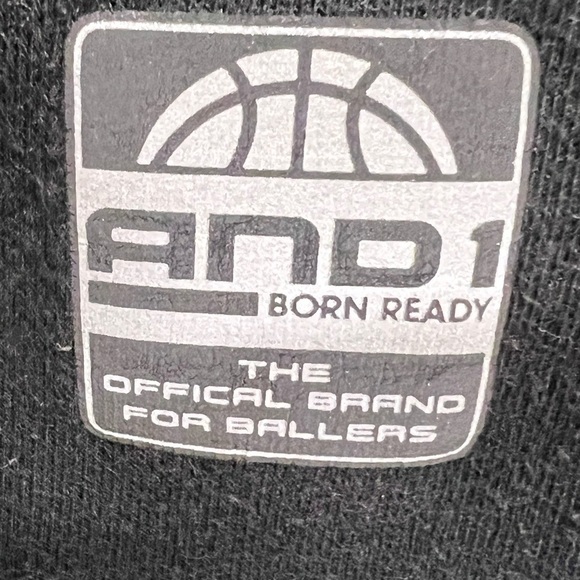 AND1
BORN READY
THE
OFFICAL BRAND
FOR BALLERS